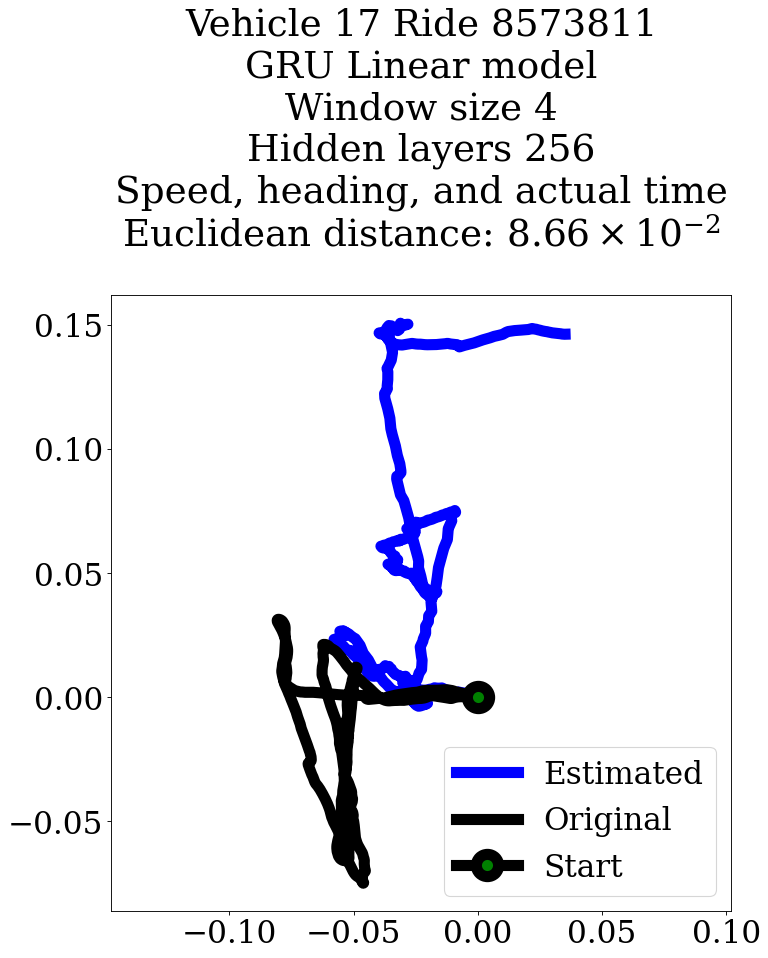 Vehicle 17 Ride 8573811
GRU Linear model
Window size 4
Hidden layers 256
Speed, heading, and actual time
Euclidean distance: 8.66 × 10⁻²
0.15
0.10
0.05
0.00
−0.05
Estimated
Original
Start
−0.10 −0.05 0.00 0.05 0.10